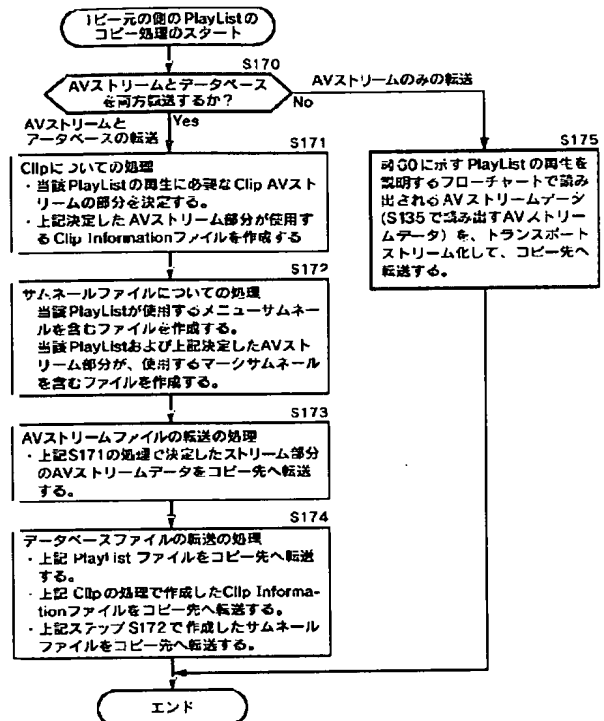 コピー元の側のPlayListの
コピー処理のスタート
S170
AVストリームとデータベース
を両方転送するか?
AVストリームのみの転送
No
Yes
AVストリームと
データベースの転送
S171
Clipについての処理
・当該PlayListの再生に必要なClip AVスト
リームの部分を決定する。
・上記決定したAVストリーム部分が使用す
るClip Informationファイルを作成する
S175
図60に示すPlayListの再生を
説明するフローチャートで読み
出されるAVストリームデータ
(S135で読み出すAVストリー
ムデータ)を、トランスポート
ストリーム化して、コピー先へ
転送する。
S172
サムネールファイルについての処理
当該PlayListが使用するメニューサムネー
ルを含むファイルを作成する。
当該PlayListおよび上記決定したAVスト
リーム部分が、使用するマークサムネール
を含むファイルを作成する。
S173
AVストリームファイルの転送の処理
・上記S171の処理で決定したストリーム部分
のAVストリームデータをコピー先へ転送
する。
S174
データベースファイルの転送の処理
・上記 PlayList ファイルをコピー先へ転送
する。
・上記 Clipの処理で作成したClip Informa-
tionファイルをコピー先へ転送する。
・上記ステップS172で作成したサムネール
ファイルをコピー先へ転送する。
エンド